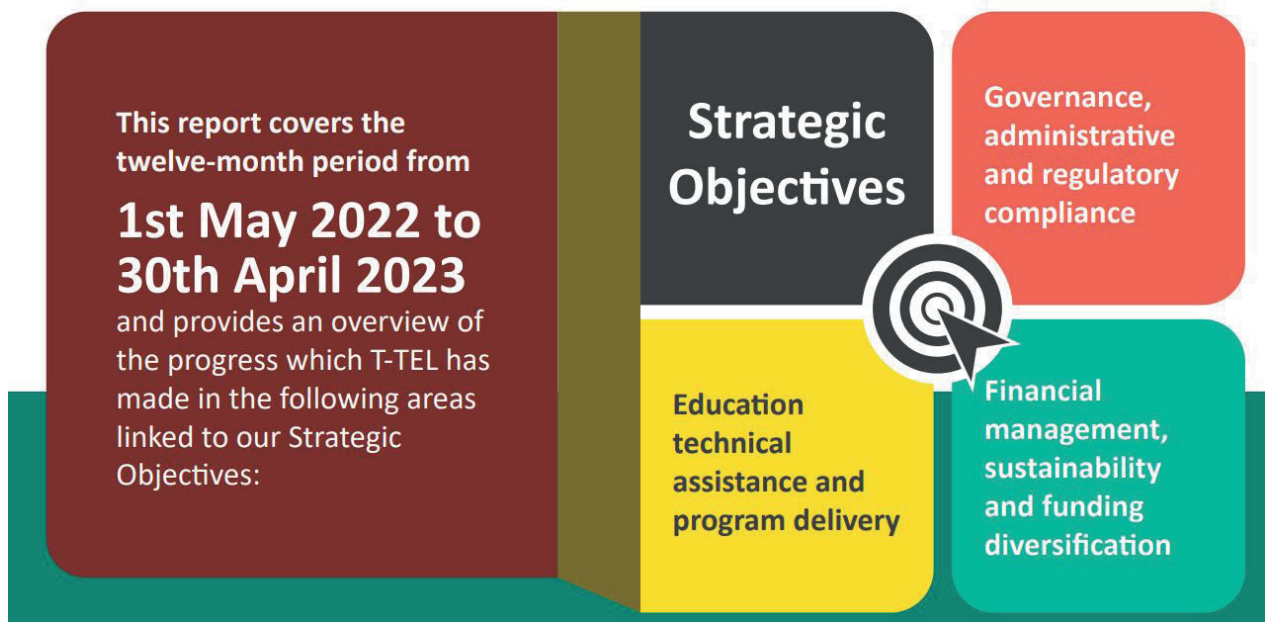 This report covers the
twelve-month period from
1st May 2022 to
30th April 2023
and provides an overview of
the progress which T-TEL has
made in the following areas
linked to our Strategic
Objectives:
Strategic
Objectives
Governance,
administrative
and regulatory
compliance
Education
technical
assistance and
program delivery
Financial
management,
sustainability
and funding
diversification